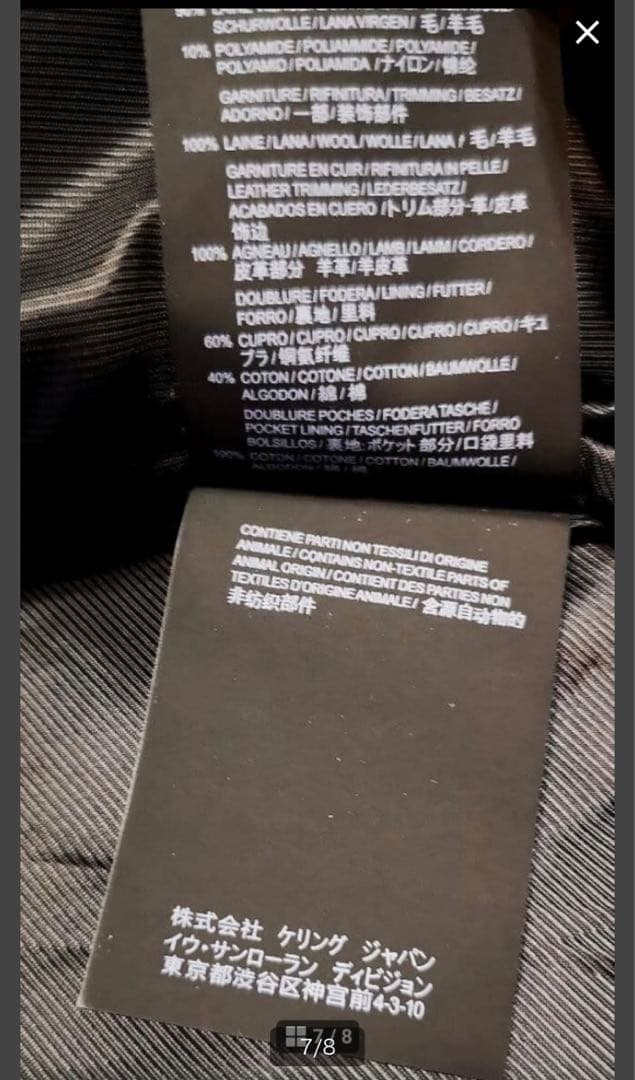 SCHURWOLLE / LANA VIRGEN / 毛/羊毛
10% POLYAMIDE / POLIAMMIDE / POLYAMIDE /
POLYAMID / POLIAMIDA /ナイロン/锦纶
GARNITURE / RIFINITURA / TRIMMING / BESATZ /
ADORNO / 一部/装饰部件
100% LAINE / LANA / WOOL / WOLLE / LANA / 毛/羊毛
GARNITURE EN CUIR / RIFINITURA IN PELLE /
LEATHER TRIMMING / LEDERBESATZ /
ACABADOS EN CUERO /トリム部分-革/皮革
饰边
100% AGNEAU / AGNELLO / LAMB / LAMM / CORDERO /
皮革部分 羊革/羊皮革
DOUBLURE / FODERA / LINING / FUTTER /
FORRO / 裏地/里料
60% CUPRO / CUPRO / CUPRO / CUPRO / CUPRO / キュ
プラ/铜氨纤维
40% COTON / COTONE / COTTON / BAUMWOLLE /
ALGODON / 綿/棉
DOUBLURE POCHES / FODERA TASCHE /
POCKET LINING / TASCHENFUTTER / FORRO
BOLSILLOS / 裏地:ポケット 部分/口袋里料
100% COTON / COTONE / COTTON / BAUMWOLLE /
ALGODON / 綿/棉
CONTIENE PARTI NON TESSILI DI ORIGINE
ANIMALE / CONTAINS NON-TEXTILE PARTS OF
ANIMAL ORIGIN / CONTIENT DES PARTIES NON
TEXTILES D'ORIGINE ANIMALE / 含源自动物的
非纺织部件
株式会社 ケリング ジャパン
イヴ・サンローラン ディビジョン
東京都渋谷区神宮前4-3-10
7/8
7 / 8